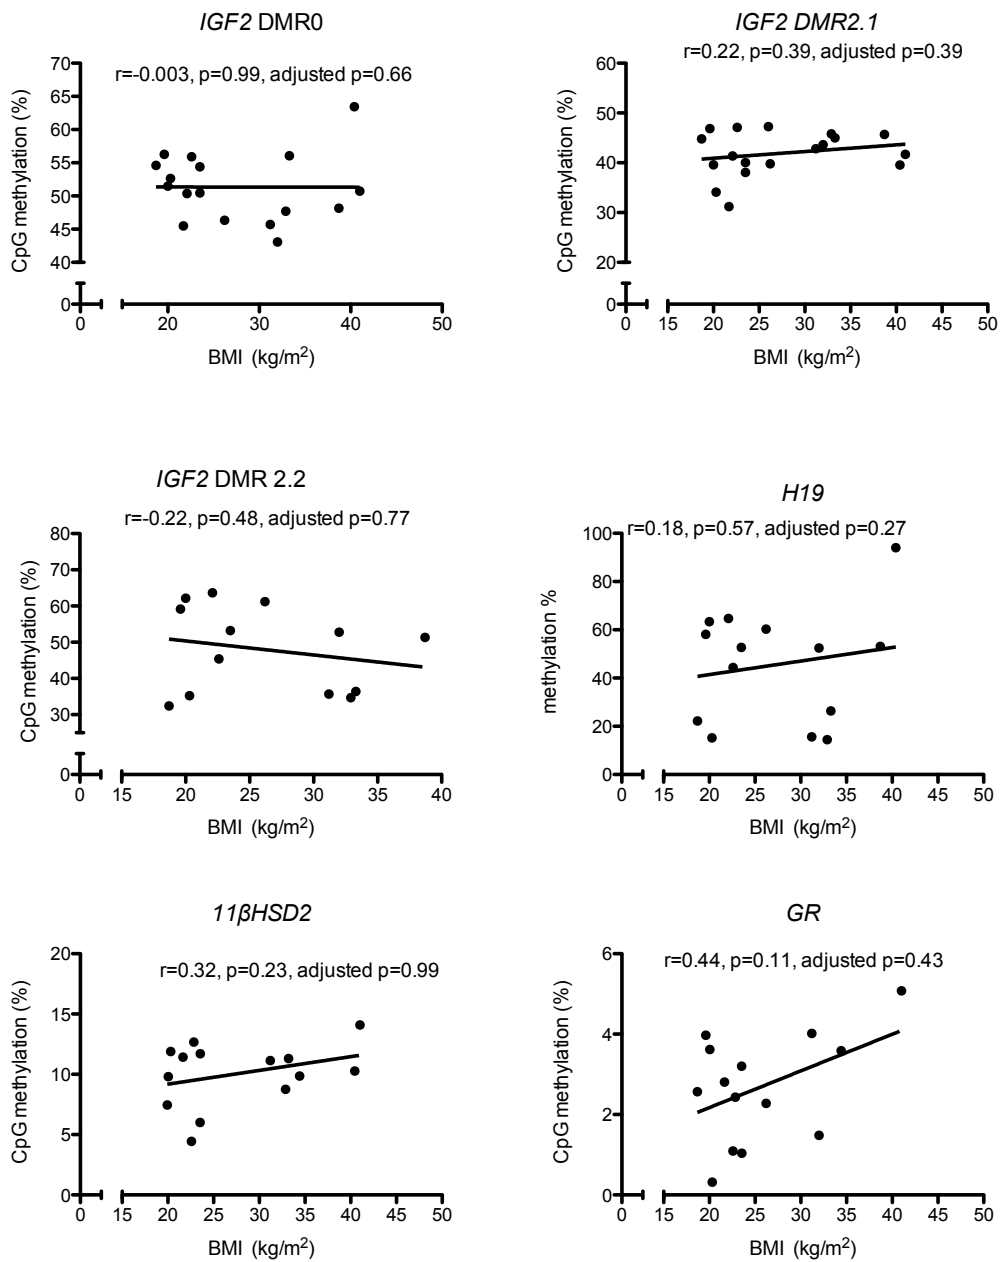 IGF2 DMR0
r=-0.003, p=0.99, adjusted p=0.66
CpG methylation (%)
70
65
60
55
50
45
40
0
0 20 30 40 50
BMI (kg/m2)
IGF2 DMR2.1
r=0.22, p=0.39, adjusted p=0.39
CpG methylation (%)
60
50
40
30
20
0
0 15 20 25 30 35 40 45 50
BMI (kg/m2)
IGF2 DMR 2.2
r=-0.22, p=0.48, adjusted p=0.77
CpG methylation (%)
80
70
60
50
40
30
0
0 15 20 25 30 35 40
BMI (kg/m2)
H19
r=0.18, p=0.57, adjusted p=0.27
methylation %
100
80
60
40
20
0
0 15 20 25 30 35 40 45 50
BMI (kg/m2)
11βHSD2
r=0.32, p=0.23, adjusted p=0.99
CpG methylation (%)
20
15
10
5
0
0 15 20 25 30 35 40 45 50
BMI (kg/m2)
GR
r=0.44, p=0.11, adjusted p=0.43
CpG methylation (%)
6
4
2
0
0 15 20 25 30 35 40 45 50
BMI (kg/m2)